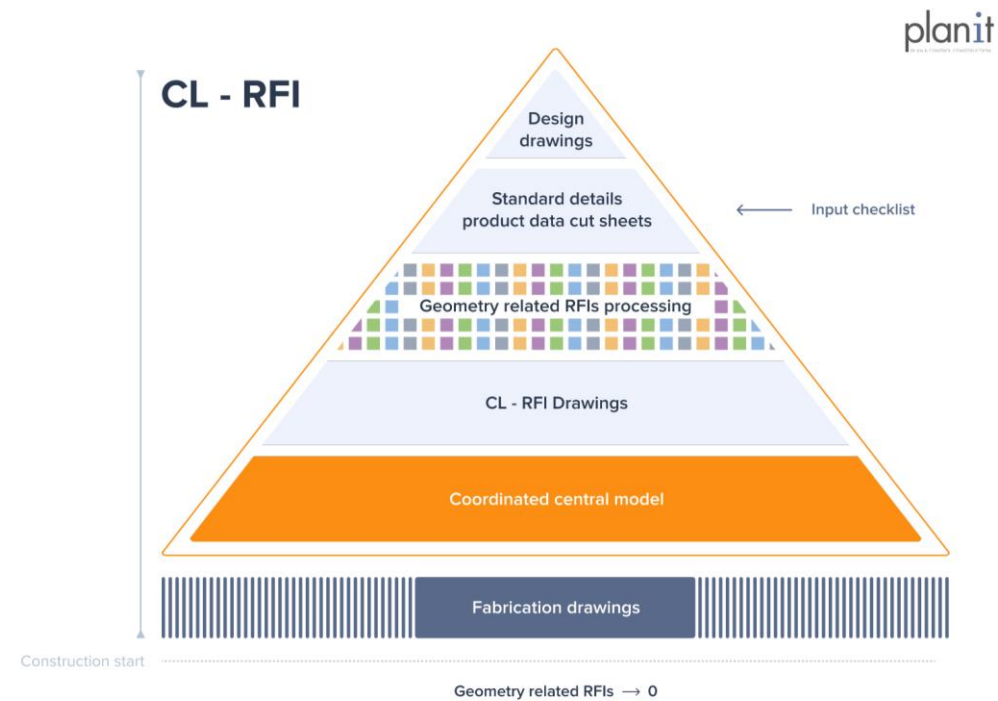 planit
CL - RFI
Design
drawings
Standard details
product data cut sheets
Input checklist
Geometry related RFIs processing
CL - RFI Drawings
Coordinated central model
Fabrication drawings
Construction start
Geometry related RFIs → 0